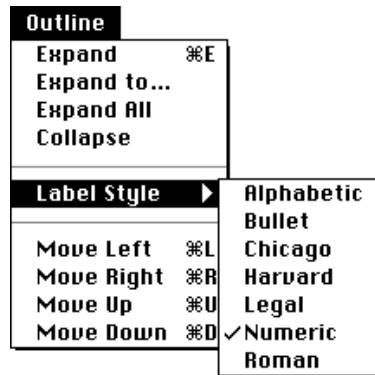 Outline
Expand ⌘E
Expand to...
Expand All
Collapse
Label Style ▶
Alphabetic
Bullet
Chicago
Harvard
Legal
✓Numeric
Roman
Move Left ⌘L
Move Right ⌘R
Move Up ⌘U
Move Down ⌘D